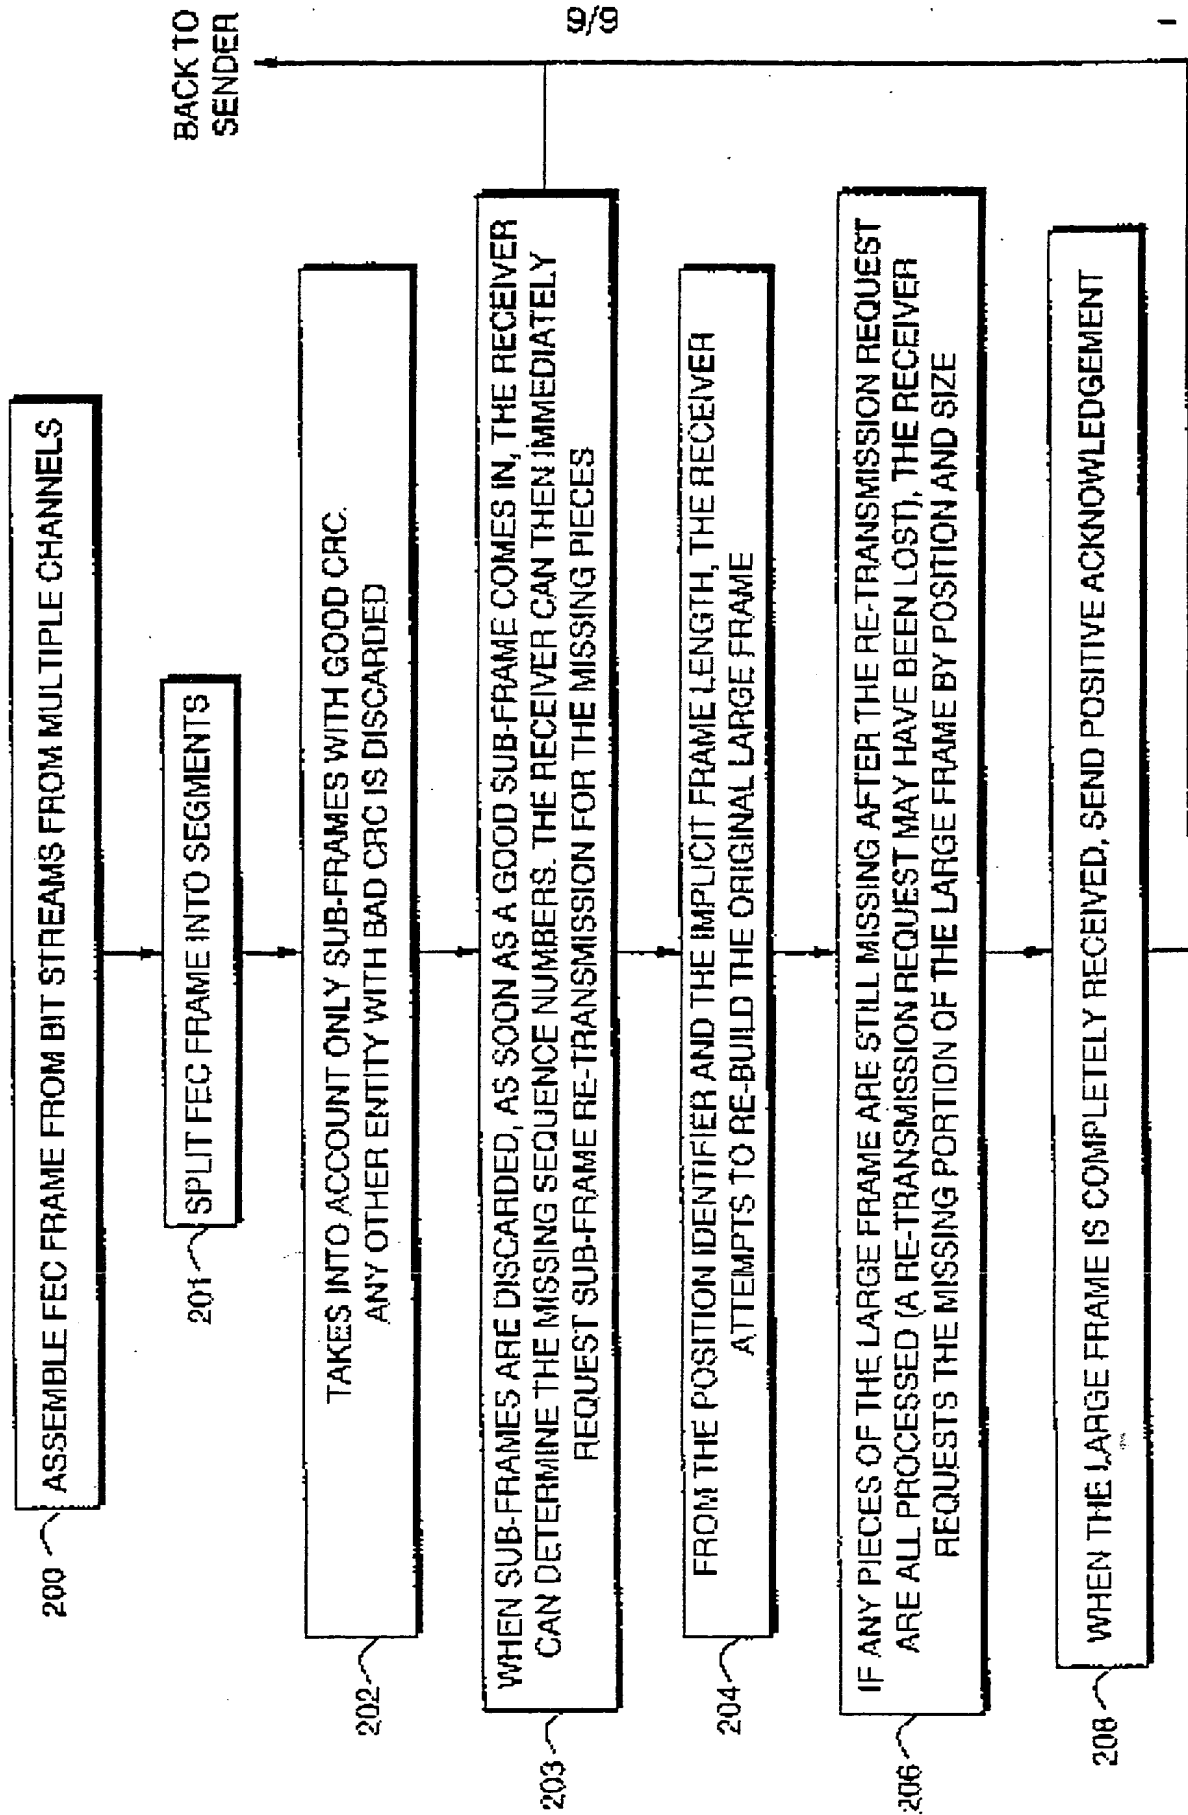 9/9
BACK TO
SENDER
200
ASSEMBLE FEC FRAME FROM BIT STREAMS FROM MULTIPLE CHANNELS
201
SPLIT FEC FRAME INTO SEGMENTS
202
TAKES INTO ACCOUNT ONLY SUB-FRAMES WITH GOOD CRC.
ANY OTHER ENTITY WITH BAD CRC IS DISCARDED
203
WHEN SUB-FRAMES ARE DISCARDED, AS SOON AS A GOOD SUB-FRAME COMES IN, THE RECEIVER
CAN DETERMINE THE MISSING SEQUENCE NUMBERS. THE RECEIVER CAN THEN IMMEDIATELY
REQUEST SUB-FRAME RE-TRANSMISSION FOR THE MISSING PIECES
204
FROM THE POSITION IDENTIFIER AND THE IMPLICIT FRAME LENGTH, THE RECEIVER
ATTEMPTS TO RE-BUILD THE ORIGINAL LARGE FRAME
206
IF ANY PIECES OF THE LARGE FRAME ARE STILL MISSING AFTER THE RE-TRANSMISSION REQUEST
ARE ALL PROCESSED (A RE-TRANSMISSION REQUEST MAY HAVE BEEN LOST), THE RECEIVER
REQUESTS THE MISSING PORTION OF THE LARGE FRAME BY POSITION AND SIZE
208
WHEN THE LARGE FRAME IS COMPLETELY RECEIVED, SEND POSITIVE ACKNOWLEDGEMENT